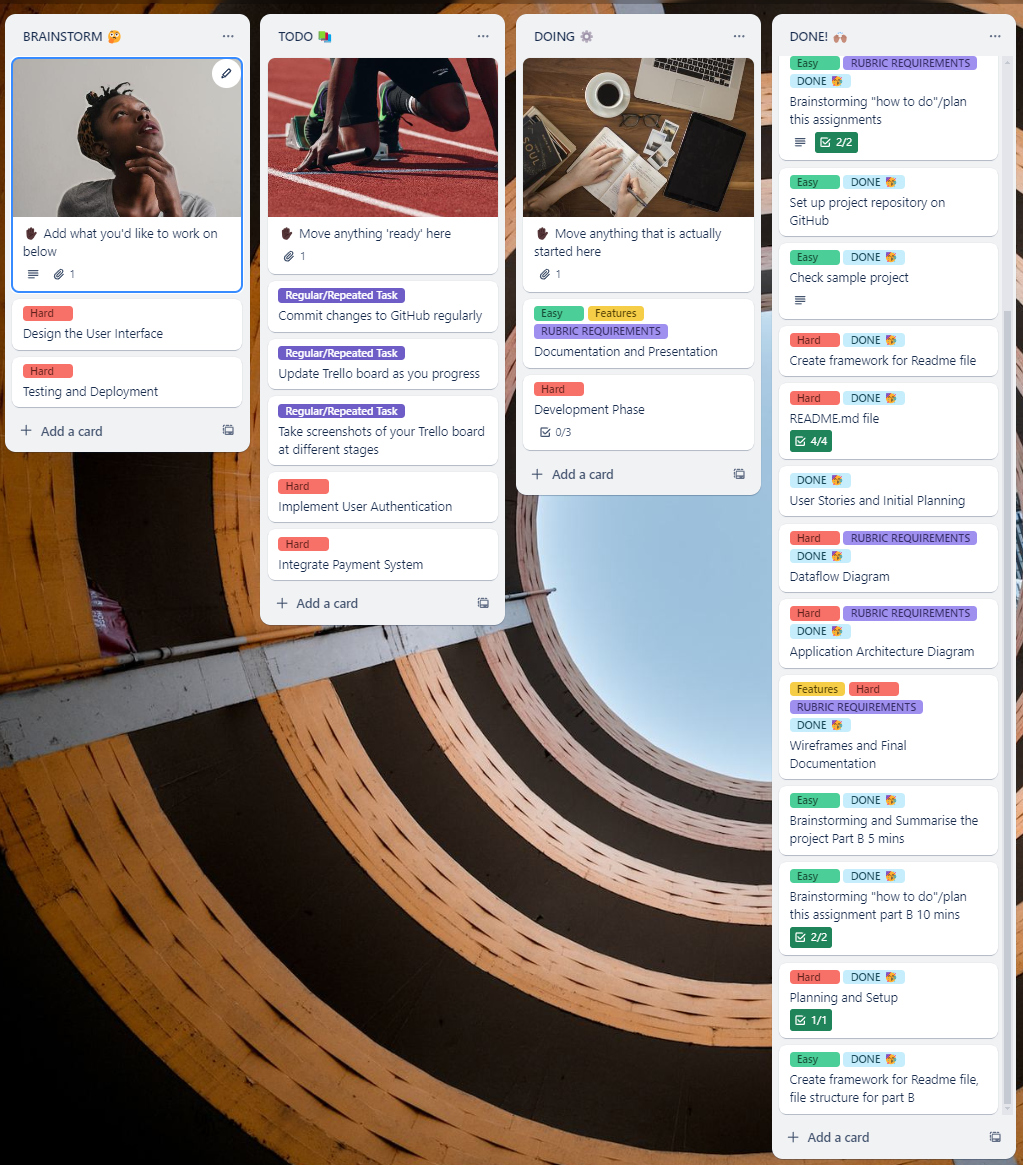 BRAINSTORM 🤔
✋🏿 Add what you'd like to work on
below
1
Hard
Design the User Interface
Hard
Testing and Deployment
+ Add a card
TODO 📚
✋🏿 Move anything 'ready' here
1
Regular/Repeated Task
Commit changes to GitHub regularly
Regular/Repeated Task
Update Trello board as you progress
Regular/Repeated Task
Take screenshots of your Trello board
at different stages
Hard
Implement User Authentication
Hard
Integrate Payment System
+ Add a card
DOING ⚙️
SOUL
✋🏿 Move anything that is actually
started here
1
Easy Features
RUBRIC REQUIREMENTS
Documentation and Presentation
Hard
Development Phase
0/3
+ Add a card
DONE! 🙌🏽
Easy RUBRIC REQUIREMENTS
DONE 🎉
Brainstorming "how to do"/plan
this assignments
2/2
Easy DONE 🎉
Set up project repository on
GitHub
Easy DONE 🎉
Check sample project
Hard DONE 🎉
Create framework for Readme file
Hard DONE 🎉
README.md file
4/4
DONE 🎉
User Stories and Initial Planning
Hard RUBRIC REQUIREMENTS
DONE 🎉
Dataflow Diagram
Hard RUBRIC REQUIREMENTS
DONE 🎉
Application Architecture Diagram
Features Hard
RUBRIC REQUIREMENTS
DONE 🎉
Wireframes and Final
Documentation
Easy DONE 🎉
Brainstorming and Summarise the
project Part B 5 mins
Easy DONE 🎉
Brainstorming "how to do"/plan
this assignment part B 10 mins
2/2
Hard DONE 🎉
Planning and Setup
1/1
Easy DONE 🎉
Create framework for Readme file,
file structure for part B
+ Add a card